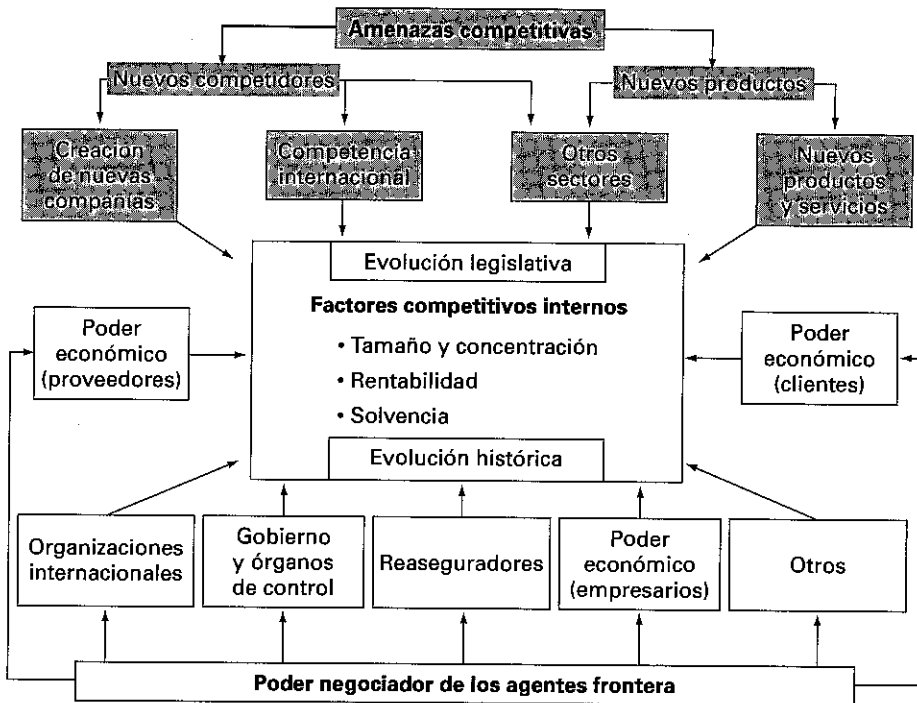 Amenazas competitivas
Nuevos competidores
Nuevos productos
Creación
de nuevas
compañías
Competencia
internacional
Otros
sectores
Nuevos
productos
y servicios
Evolución legislativa
Factores competitivos internos
• Tamaño y concentración
• Rentabilidad
• Solvencia
Evolución histórica
Poder
económico
(proveedores)
Poder
económico
(clientes)
Organizaciones
internacionales
Gobierno
y órganos
de control
Reaseguradores
Poder
económico
(empresarios)
Otros
Poder negociador de los agentes frontera